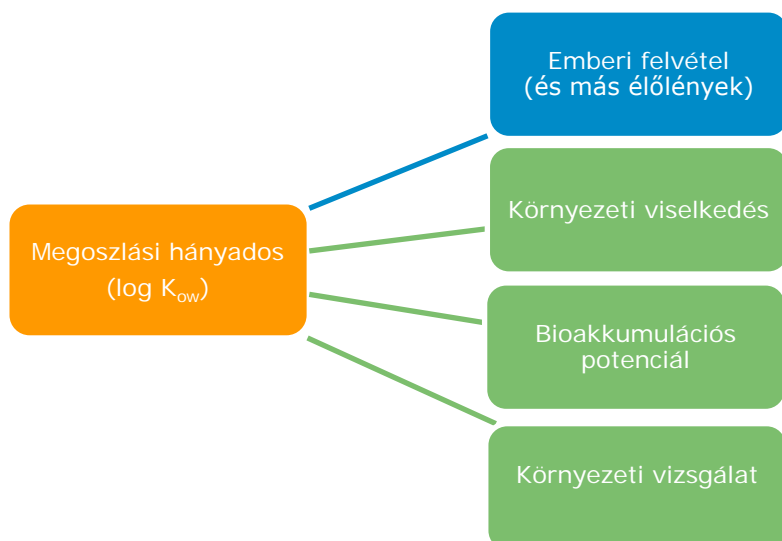 Emberi felvétel
(és más élőlények)
Környezeti viselkedés
Megoszlási hányados
(log Kow)
Bioakkumulációs
potenciál
Környezeti vizsgálat